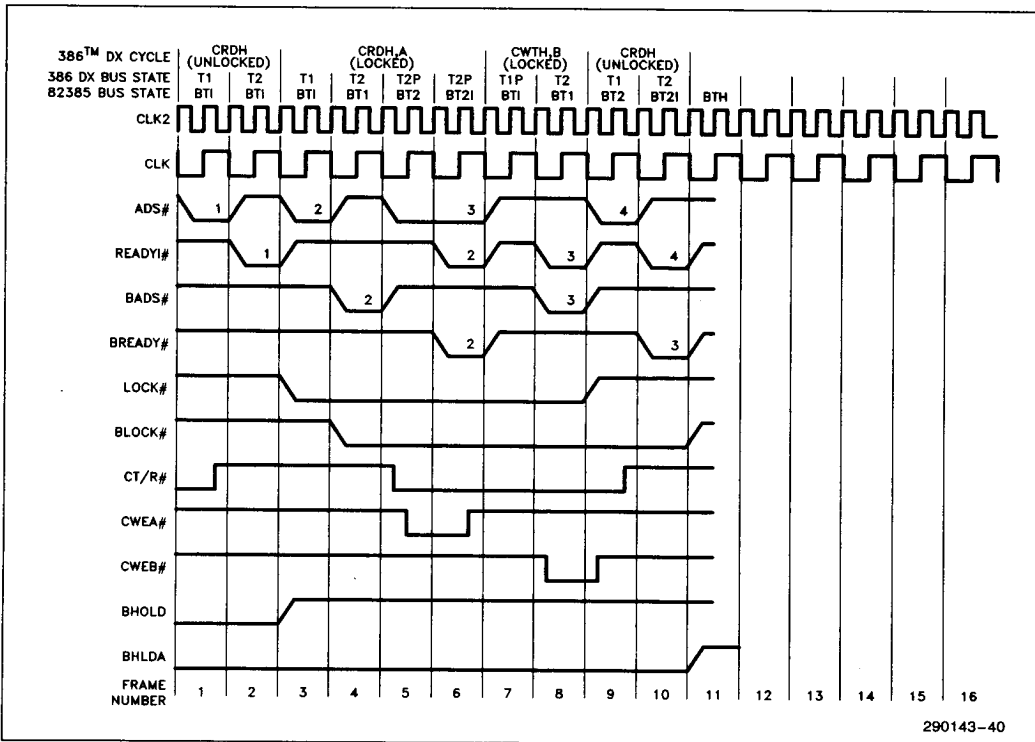 386TM DX CYCLE CRDH (UNLOCKED) CRDH,A (LOCKED) CWTH,B (LOCKED) CRDH (UNLOCKED)
386 DX BUS STATE T1 T2 T1 T2 T2P T2P T1P T2 T1 T2
82385 BUS STATE BTI BTI BTI BT1 BT2 BT2I BTI BT1 BT2 BT2I BTH
CLK2
CLK
ADS# 1 2 3 4
READYI# 1 2 3 4
BADS# 2 3
BREADY# 2 3
LOCK#
BLOCK#
CT/R#
CWEA#
CWEB#
BHOLD
BHLDA
FRAME NUMBER 1 2 3 4 5 6 7 8 9 10 11 12 13 14 15 16
290143-40